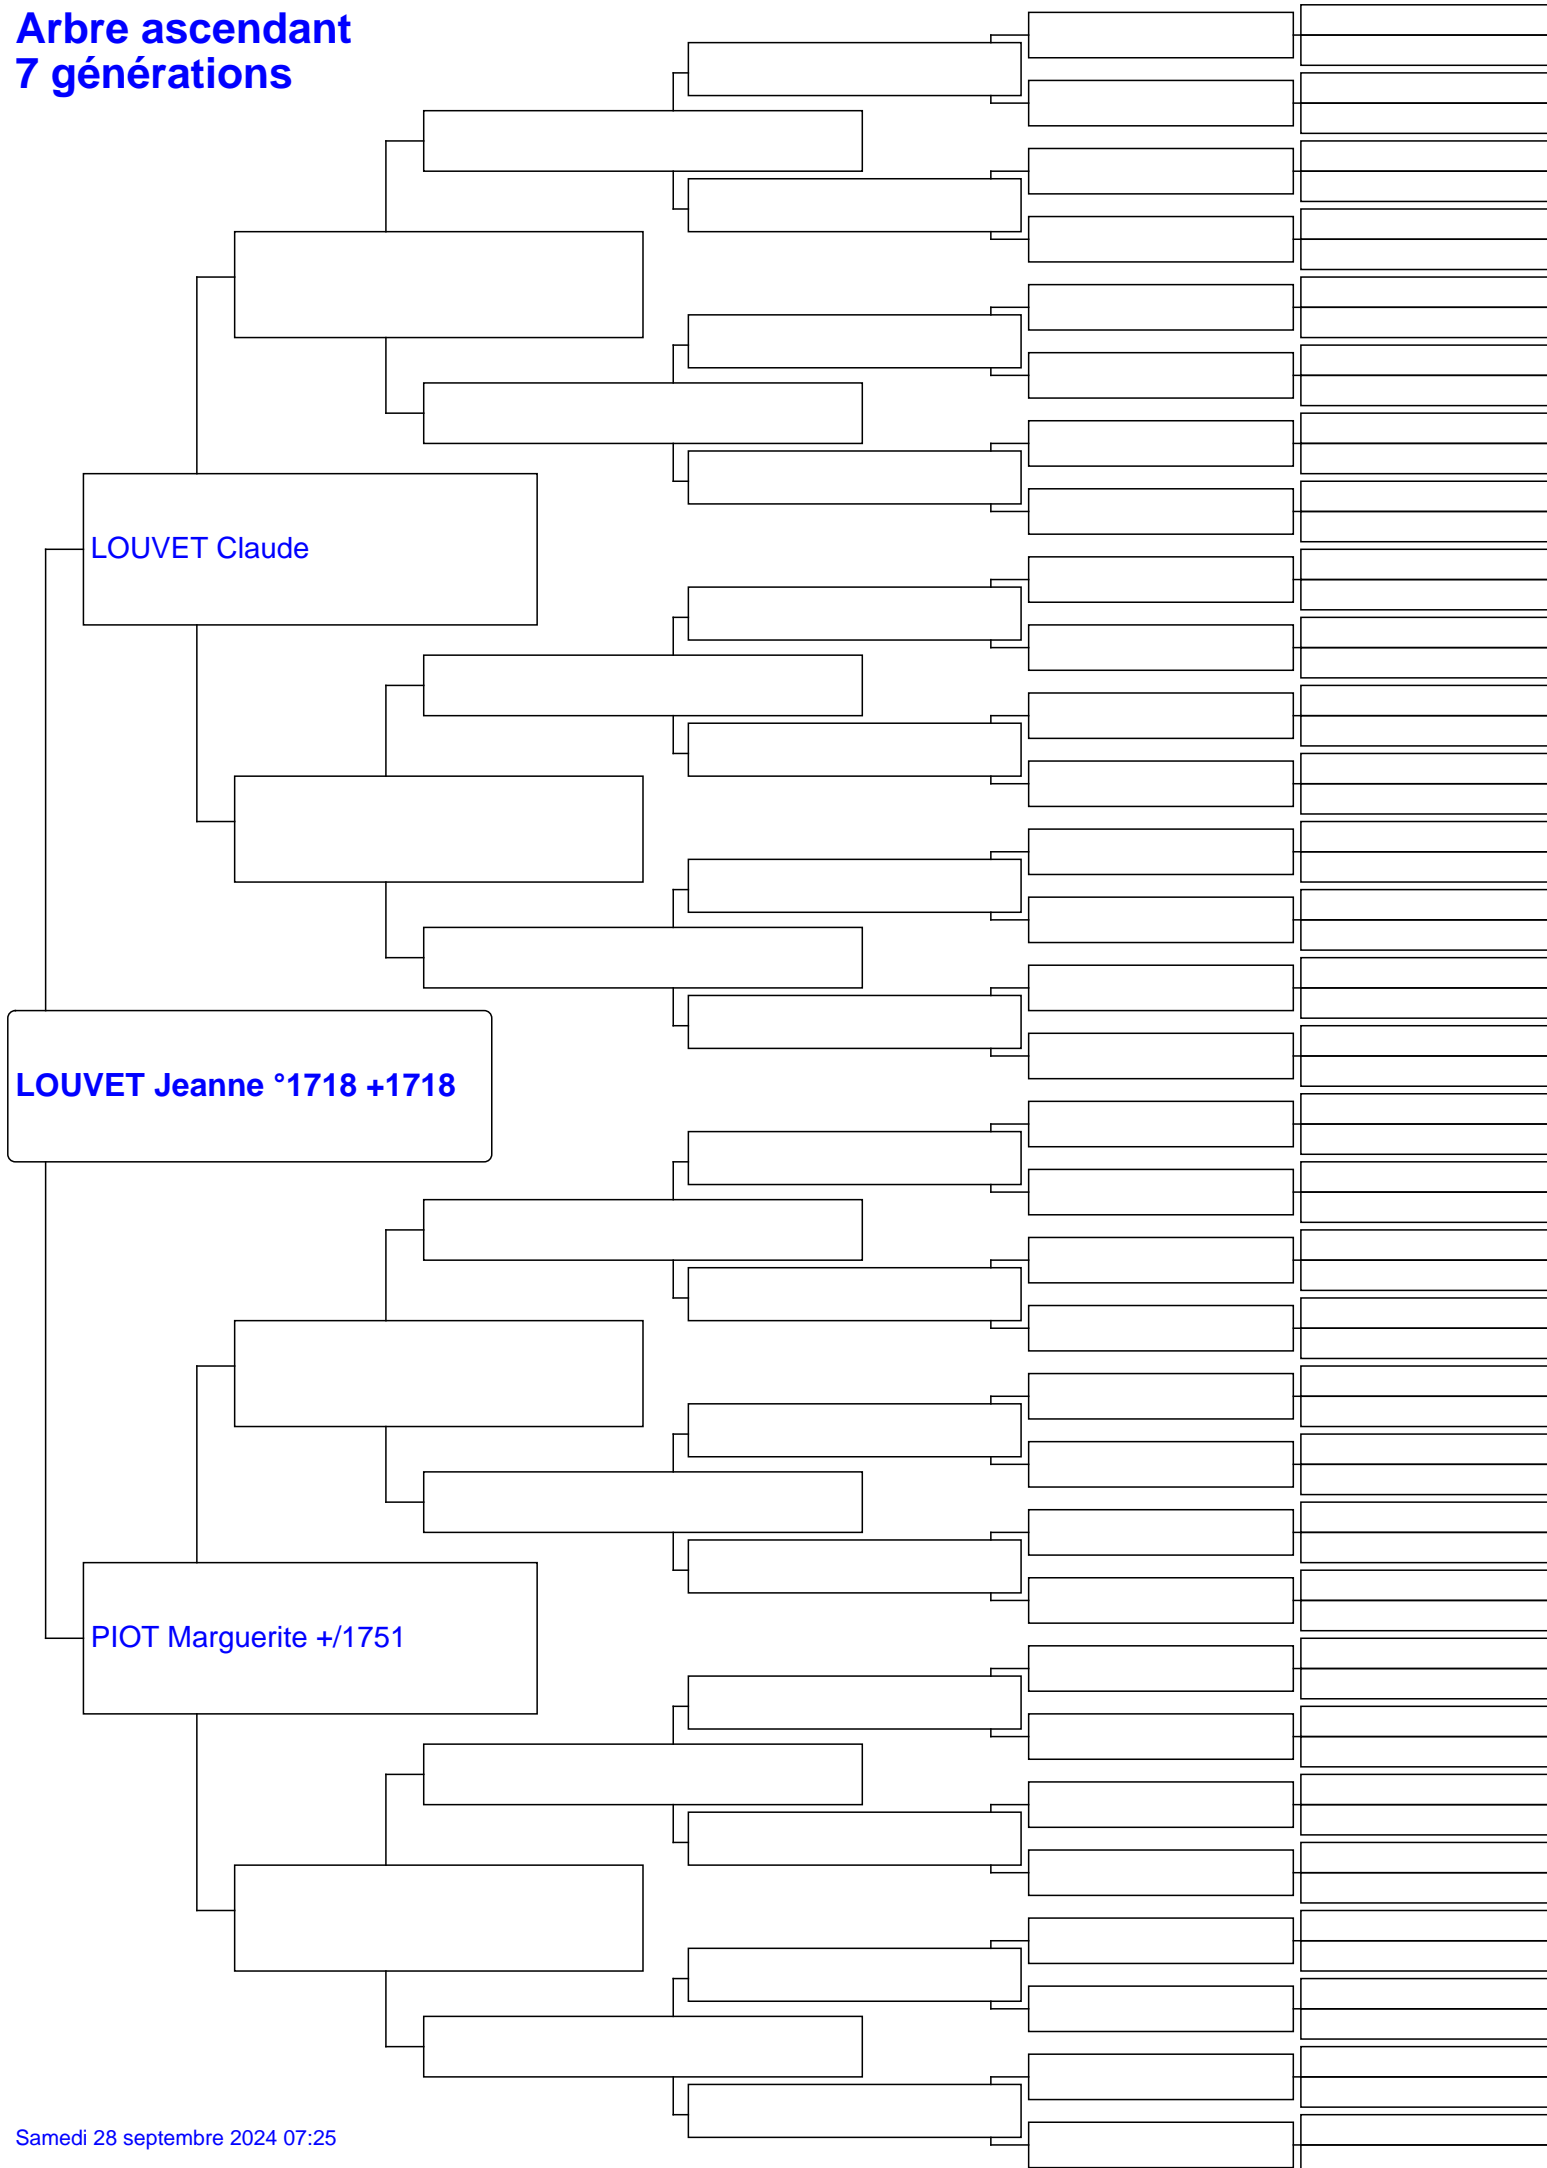 Arbre ascendant
7 générations
LOUVET Claude
LOUVET Jeanne °1718 +1718
PIOT Marguerite +/1751
Samedi 28 septembre 2024 07:25